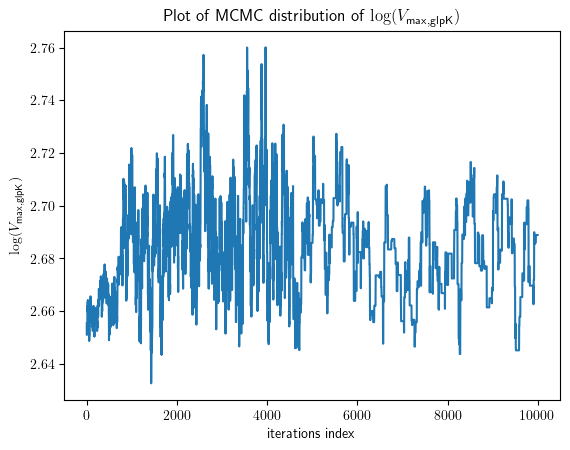 Plot of MCMC distribution of log(V_max,glpK)
log(V_max,glpK)
2.76
2.74
2.72
2.70
2.68
2.66
2.64
0 2000 4000 6000 8000 10000
iterations index